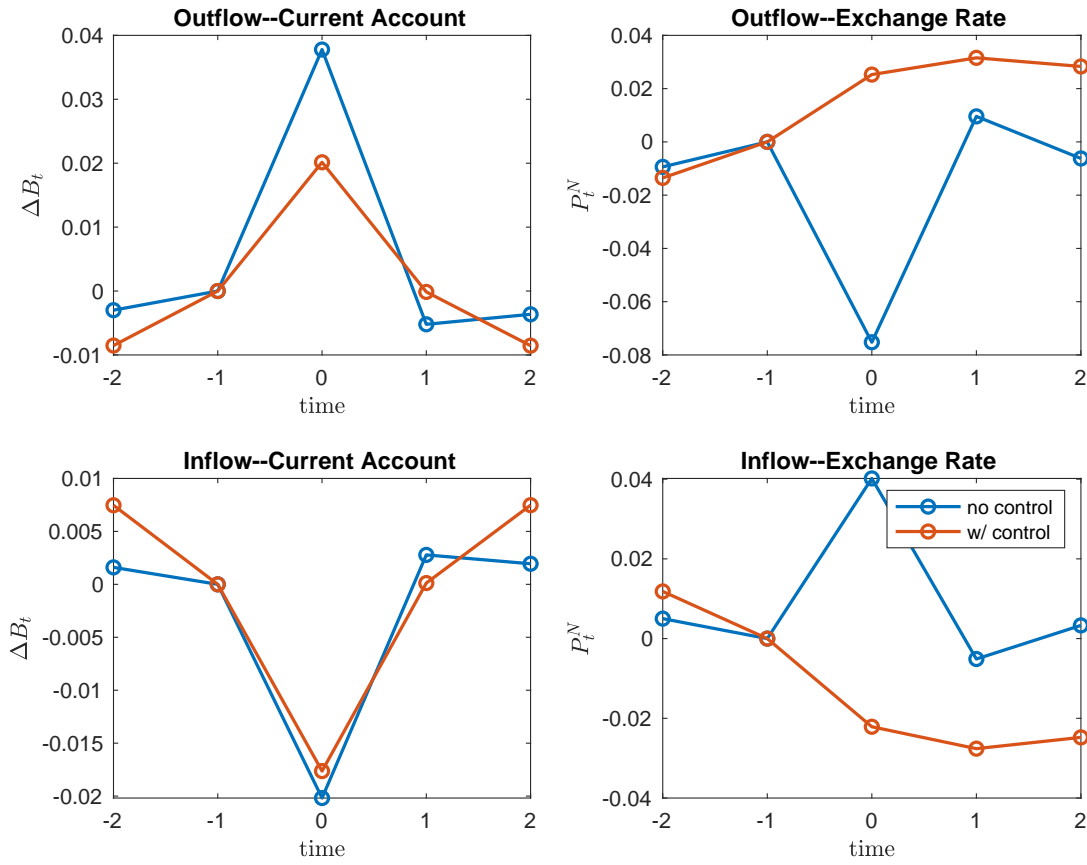 Outflow--Current Account
0.04
0.03
0.02
0.01
0
-0.01
ΔB_t
-2 -1 0 1 2
time
Outflow--Exchange Rate
0.04
0.02
0
-0.02
-0.04
-0.06
-0.08
P_t^N
-2 -1 0 1 2
time
Inflow--Current Account
0.01
0.005
0
-0.005
-0.01
-0.015
-0.02
ΔB_t
-2 -1 0 1 2
time
Inflow--Exchange Rate
0.04
0.02
0
-0.02
-0.04
P_t^N
no control
w/ control
-2 -1 0 1 2
time